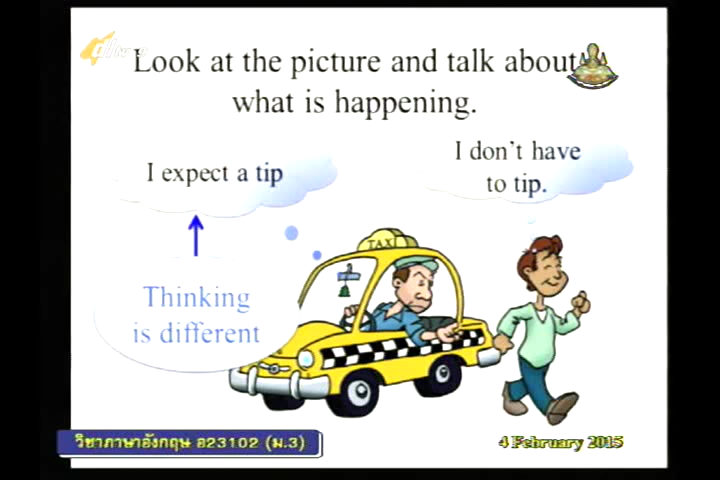 Look at the picture and talk about
what is happening.
I expect a tip
I don't have
to tip.
TAXI
Thinking
is different
วิชาภาษาอังกฤษ อ23102 (ม.3)
4 February 2015